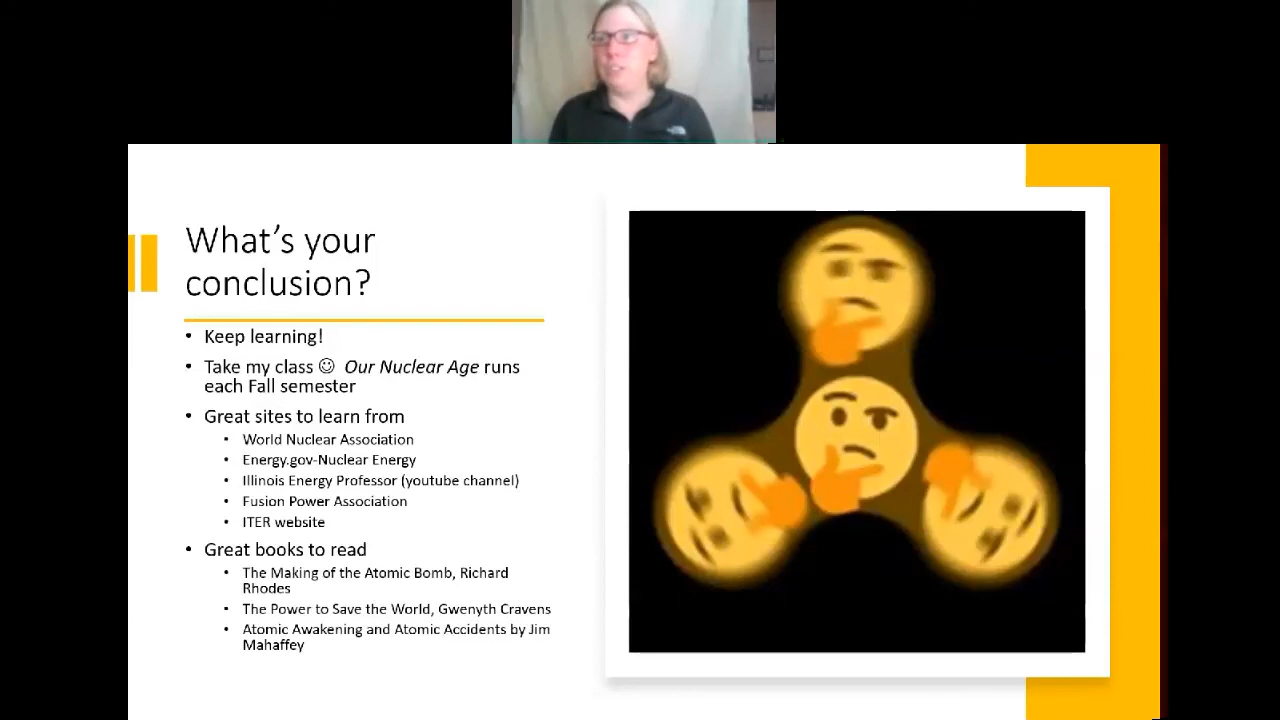 What's your
conclusion?
• Keep learning!
• Take my class ☺ Our Nuclear Age runs
each Fall semester
• Great sites to learn from
• World Nuclear Association
• Energy.gov-Nuclear Energy
• Illinois Energy Professor (youtube channel)
• Fusion Power Association
• ITER website
• Great books to read
• The Making of the Atomic Bomb, Richard
Rhodes
• The Power to Save the World, Gwenyth Cravens
• Atomic Awakening and Atomic Accidents by Jim
Mahaffey